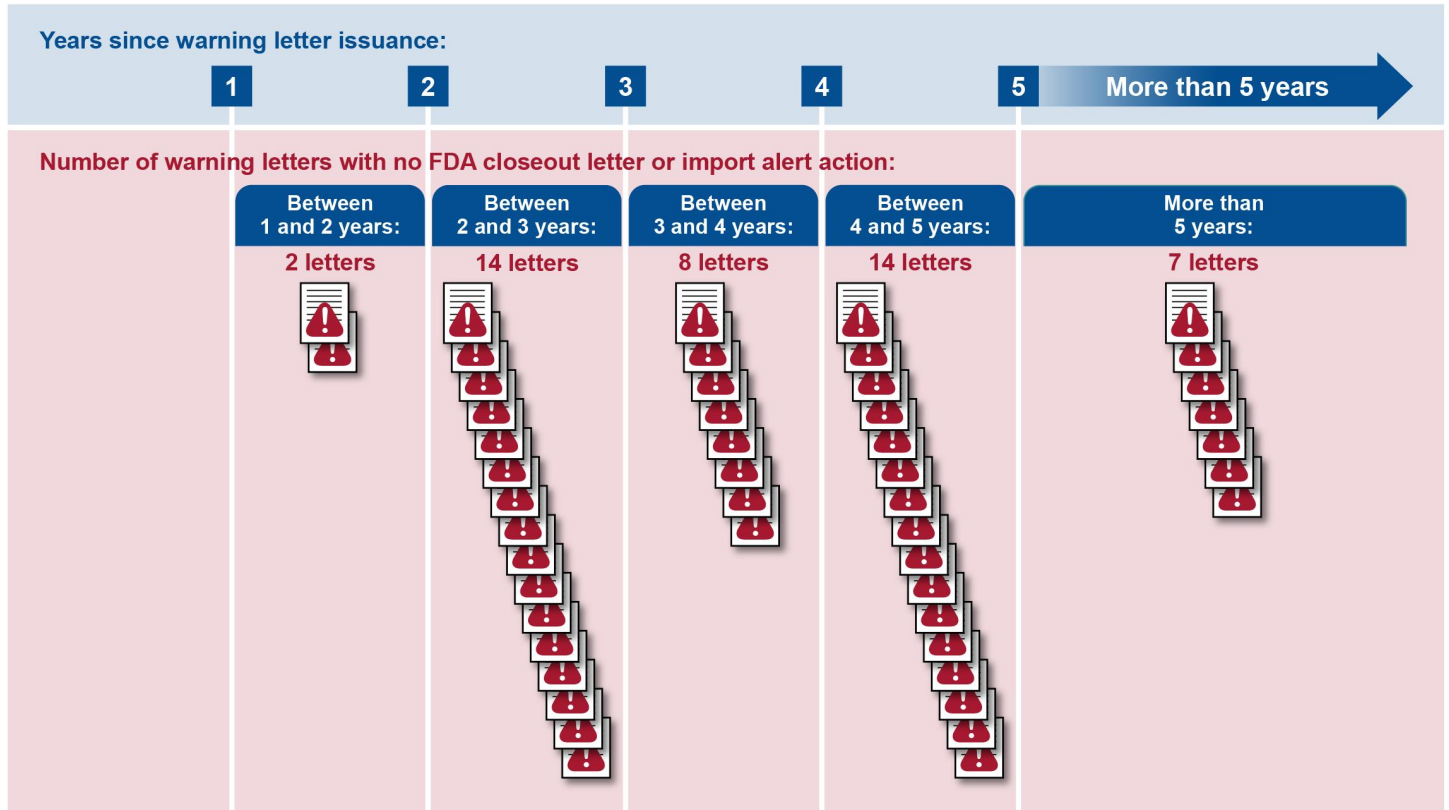 Years since warning letter issuance:
1 2 3 4 5 More than 5 years
Number of warning letters with no FDA closeout letter or import alert action:
Between
1 and 2 years:
2 letters
Between
2 and 3 years:
14 letters
Between
3 and 4 years:
8 letters
Between
4 and 5 years:
14 letters
More than
5 years:
7 letters